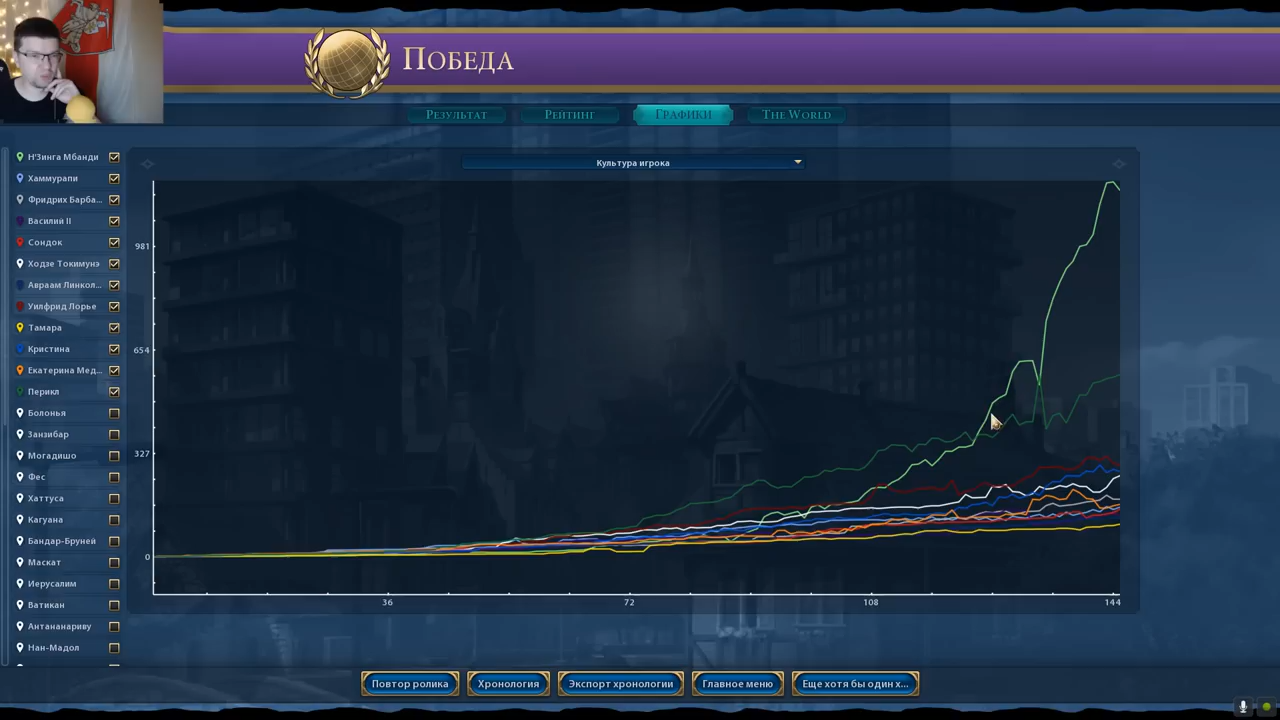 Победа
Результат
Рейтинг
Графики
The World
Культура игрока
Н'Зинга Мбанди
Хаммурапи
Фридрих Барба...
Василий II
Сондок
Ходзе Токимунэ
Авраам Линкол...
Уилфрид Лорье
Тамара
Кристина
Екатерина Мед...
Перикл
Болонья
Занзибар
Могадишо
Фес
Хаттуса
Кагуана
Бандар-Бруней
Маскат
Иерусалим
Ватикан
Антананариву
Нан-Мадол
981
654
327
0
36
72
108
144
Повтор ролика
Хронология
Экспорт хронологии
Главное меню
Еще хотя бы один х...